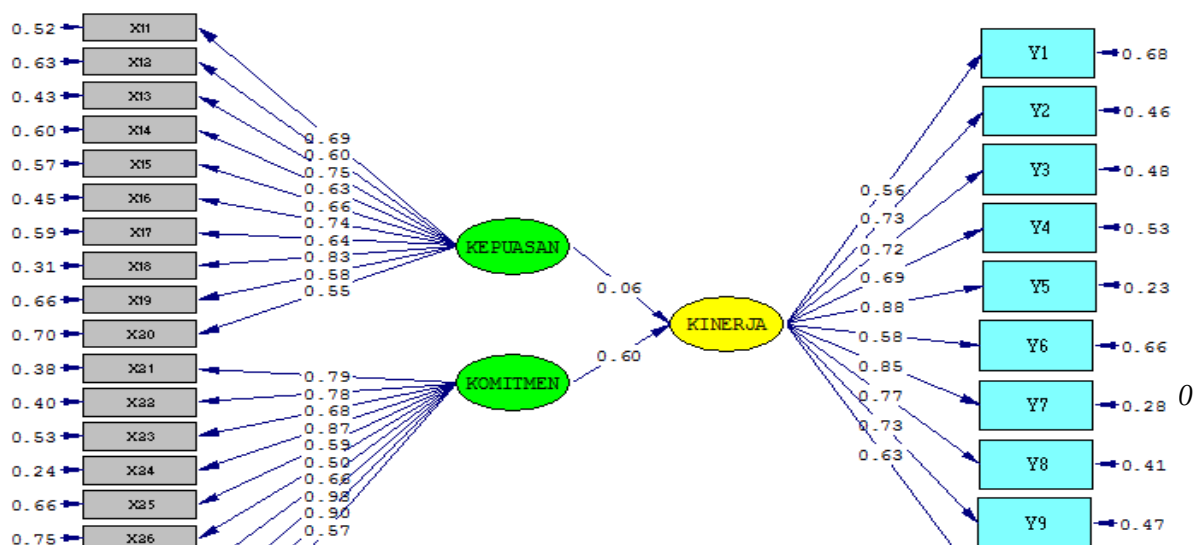 0.52 X11
0.63 X12
0.43 X13
0.60 X14
0.57 X15
0.45 X16
0.59 X17
0.31 X18
0.66 X19
0.70 X20
0.38 X21
0.40 X22
0.53 X23
0.24 X24
0.66 X25
0.75 X26
0.69
0.60
0.75
0.63
0.66
0.74
0.64
0.83
0.58
0.55
0.79
0.78
0.68
0.87
0.59
0.50
0.66
0.98
0.90
0.57
KEPUASAN
KOMITMEN
0.06
0.60
KINERJA
0.56
0.73
0.72
0.69
0.88
0.58
0.85
0.77
0.73
0.63
Y1 0.68
Y2 0.46
Y3 0.48
Y4 0.53
Y5 0.23
Y6 0.66
Y7 0.28
0
Y8 0.41
Y9 0.47